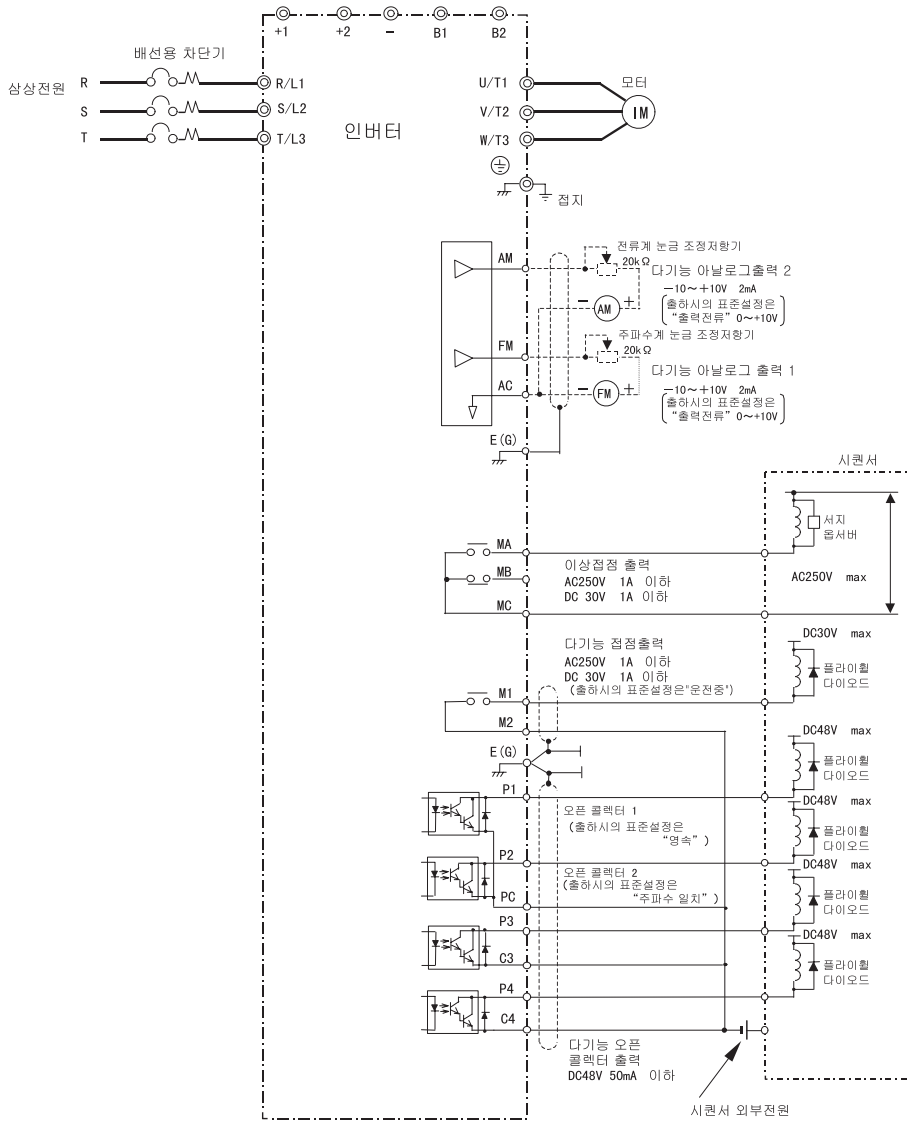 +1
+2
−
B1
B2
배선용 차단기
삼상전원
R
S
T
R/L1
S/L2
T/L3
인버터
U/T1
V/T2
W/T3
모터
IM
접지
AM
전류계 눈금 조정저항기
20kΩ
다기능 아날로그출력 2
−10~+10V 2mA
출하시의 표준설정은
“출력전류” 0~+10V
− AM +
주파수계 눈금 조정저항기
FM
20kΩ
다기능 아날로그 출력 1
−10~+10V 2mA
출하시의 표준설정은
“출력전류” 0~+10V
AC
− FM +
E(G)
시퀀서
서지
옵서버
AC250V max
MA
MB
MC
이상접점 출력
AC250V 1A 이하
DC 30V 1A 이하
다기능 접점출력
AC250V 1A 이하
DC 30V 1A 이하
(출하시의 표준설정은"운전중")
DC30V max
플라이휠
다이오드
M1
M2
E(G)
DC48V max
플라이휠
다이오드
P1
오픈 콜렉터 1
(출하시의 표준설정은
“영속” )
DC48V max
플라이휠
다이오드
P2
오픈 콜렉터 2
(출하시의 표준설정은
“주파수 일치” )
PC
DC48V max
플라이휠
다이오드
P3
C3
DC48V max
플라이휠
다이오드
P4
C4
다기능 오픈
콜렉터 출력
DC48V 50mA 이하
시퀀서 외부전원